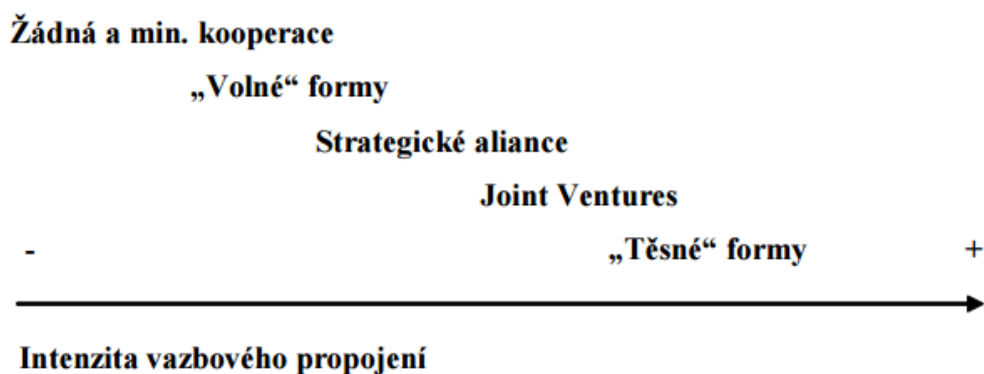 Žádná a min. kooperace
„Volné“ formy
Strategické aliance
Joint Ventures
- „Těsné“ formy +
Intenzita vazbového propojení